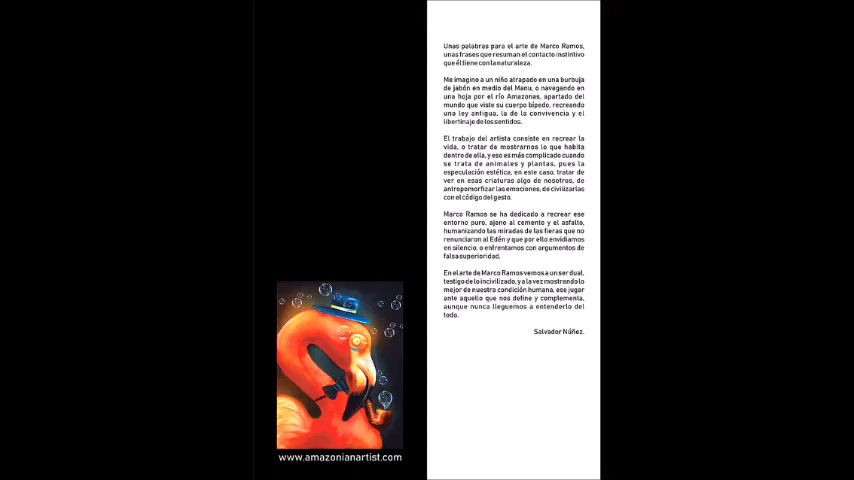 Unas palabras para el arte de Marco Ramos,
unas frases que resuman el contacto instintivo
que él tiene con la naturaleza.
Me imagino a un niño atrapado en una burbuja
de jabón en medio del Manu, o navegando en
una hoja por el río Amazonas, apartado del
mundo que viste su cuerpo bípedo, recreando
una ley antigua, la de la convivencia y el
libertinaje de los sentidos.
El trabajo del artista consiste en recrear la
vida, o tratar de mostrarnos lo que habita
dentro de ella, y eso es más complicado cuando
se trata de animales y plantas, pues la
especulación estética, en este caso, tratar de
ver en esas criaturas algo de nosotros, de
antropomorfizar las emociones, de civilizarlas
con el código del gesto.
Marco Ramos se ha dedicado a recrear ese
entorno puro, ajeno al cemento y el asfalto,
humanizando las miradas de las fieras que no
renunciaron al Edén y que por ello envidiamos
en silencio, o enfrentamos con argumentos de
falsa superioridad.
En el arte de Marco Ramos vemos a un ser dual,
testigo de lo incivilizado, y a la vez mostrando lo
mejor de nuestra condición humana, ese jugar
ante aquello que nos define y complementa,
aunque nunca lleguemos a entenderlo del
todo.
Salvador Núñez.
www.amazonianartist.com